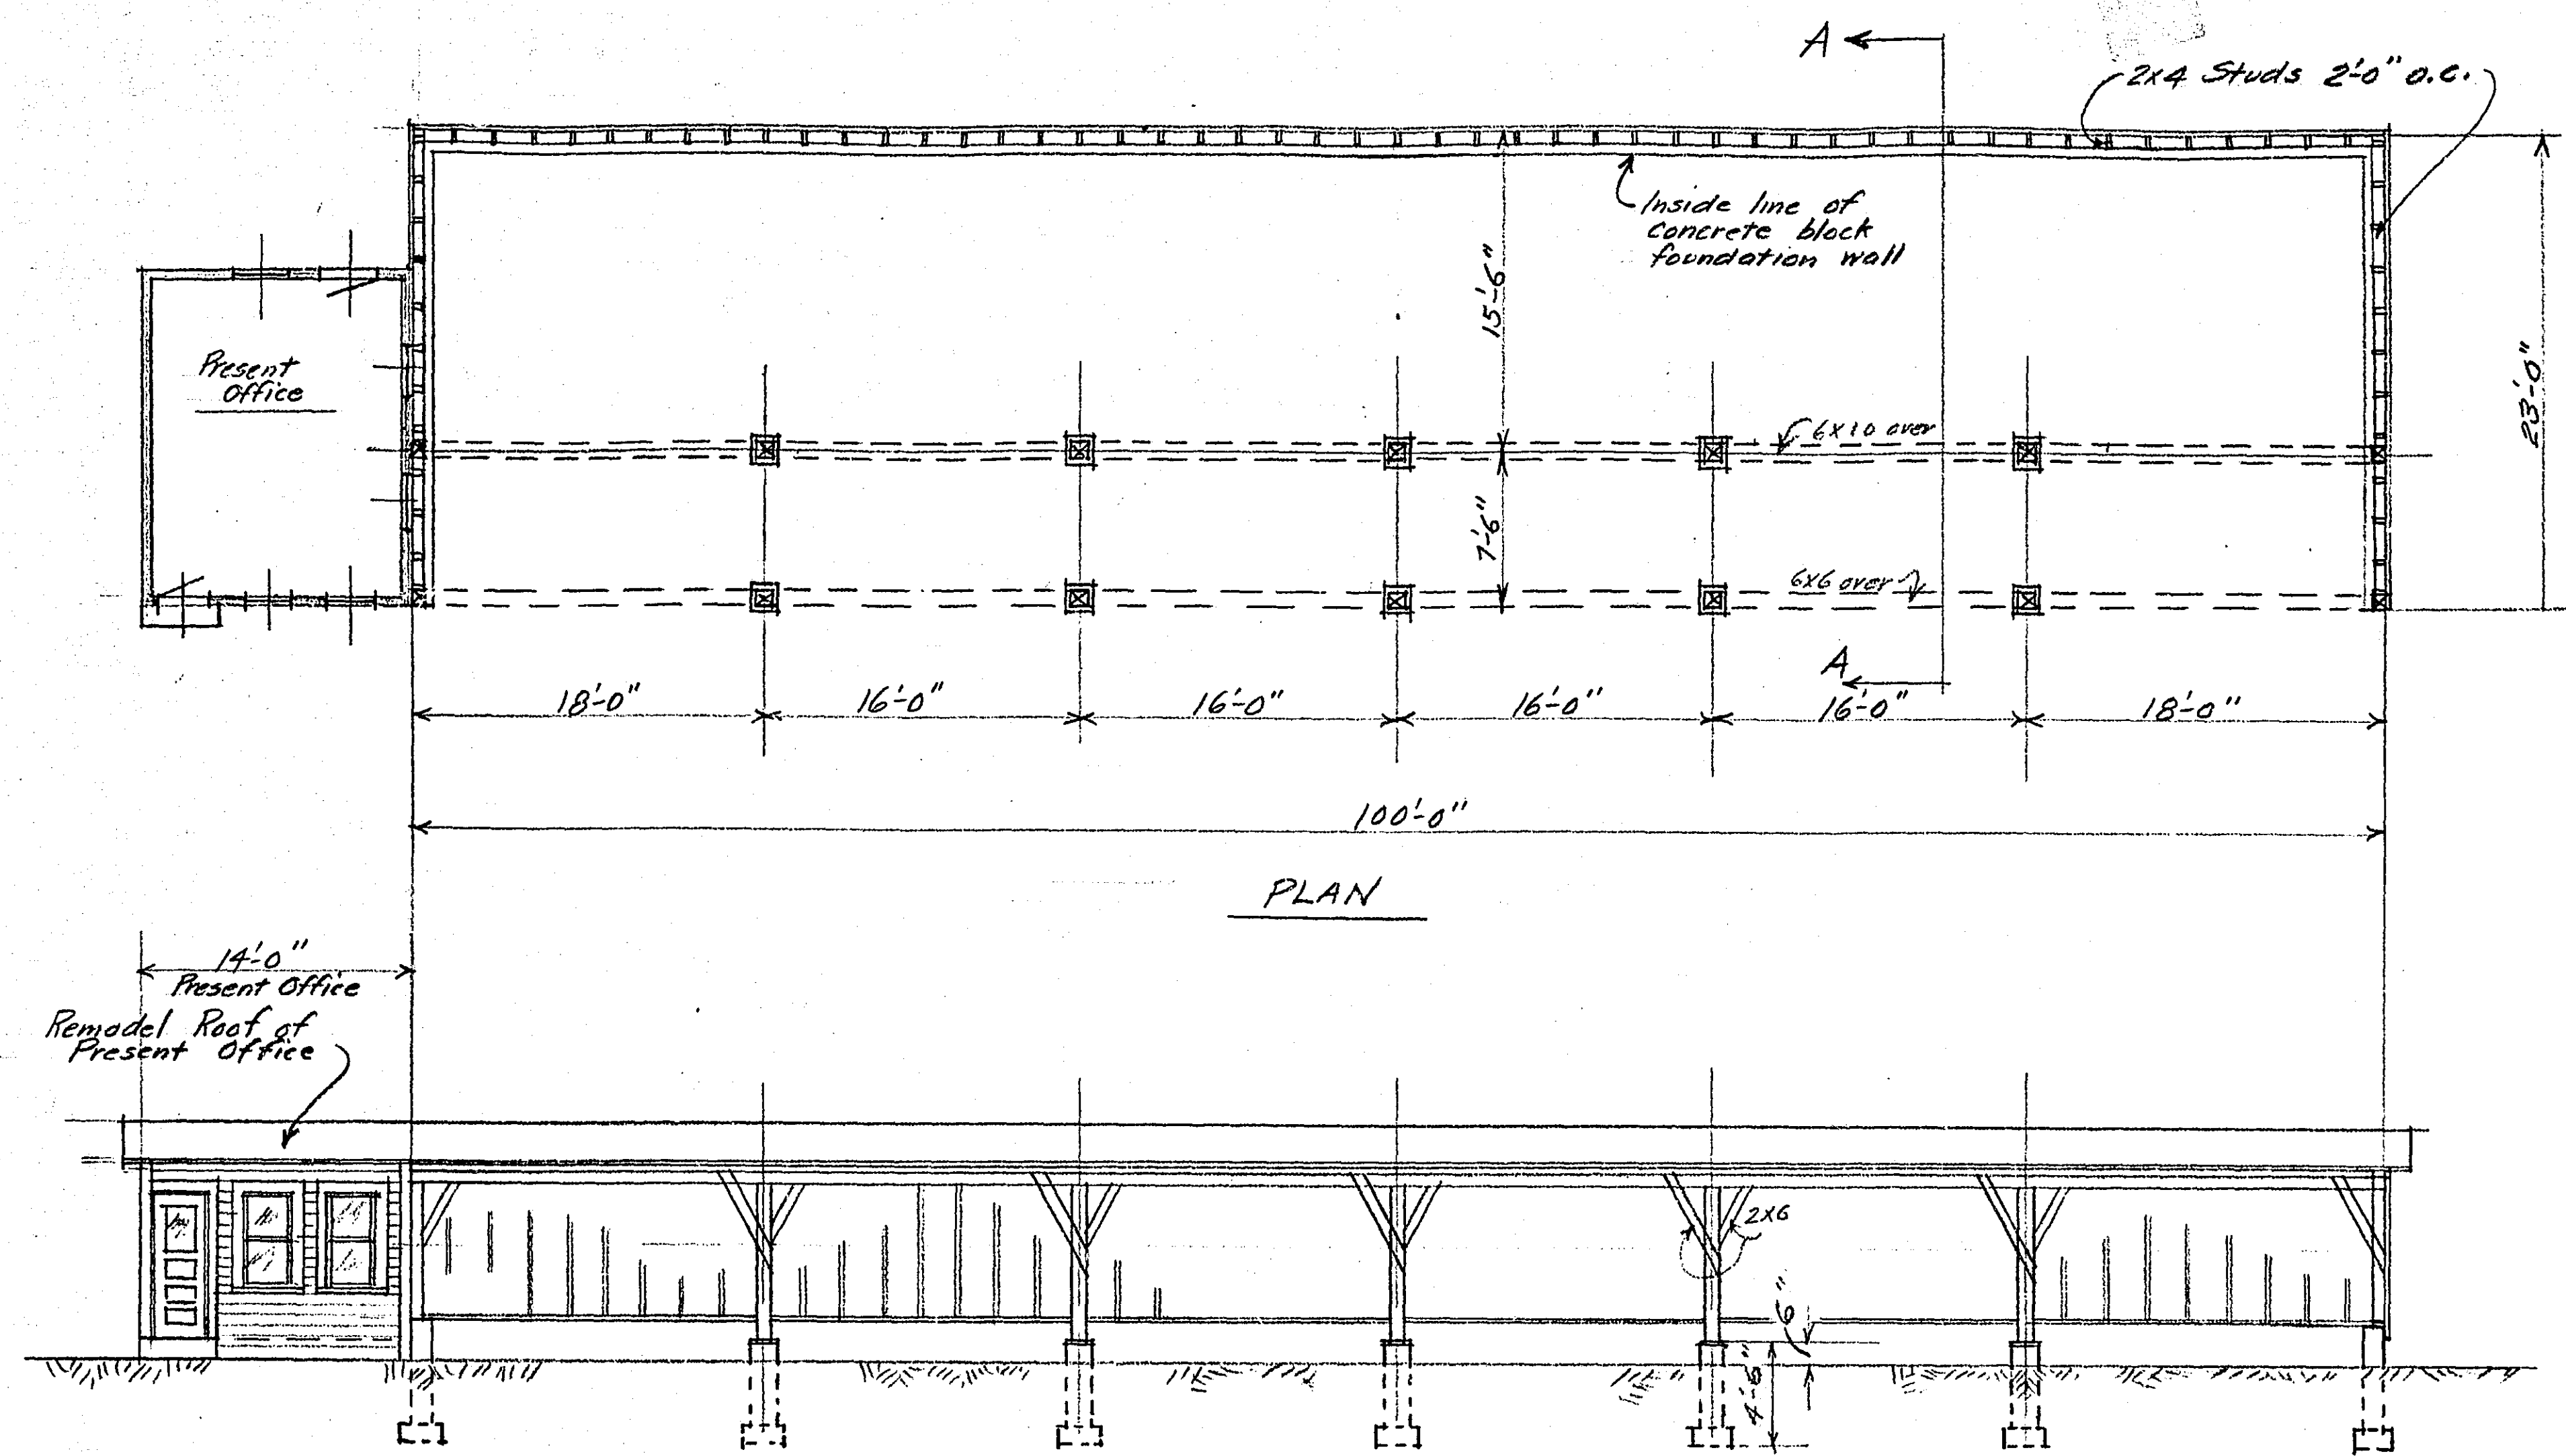 A
2x4 Studs 2'-0" o.c.
Inside line of
concrete block
foundation wall
15'-6"
23'-0"
Present
Office
6x10 over
7'-6"
6x6 over
A
18'-0"
16'-0"
16'-0"
16'-0"
16'-0"
18'-0"
100'-0"
PLAN
14'-0"
Present Office
Remodel Roof of
Present Office
2x6
4'-6"